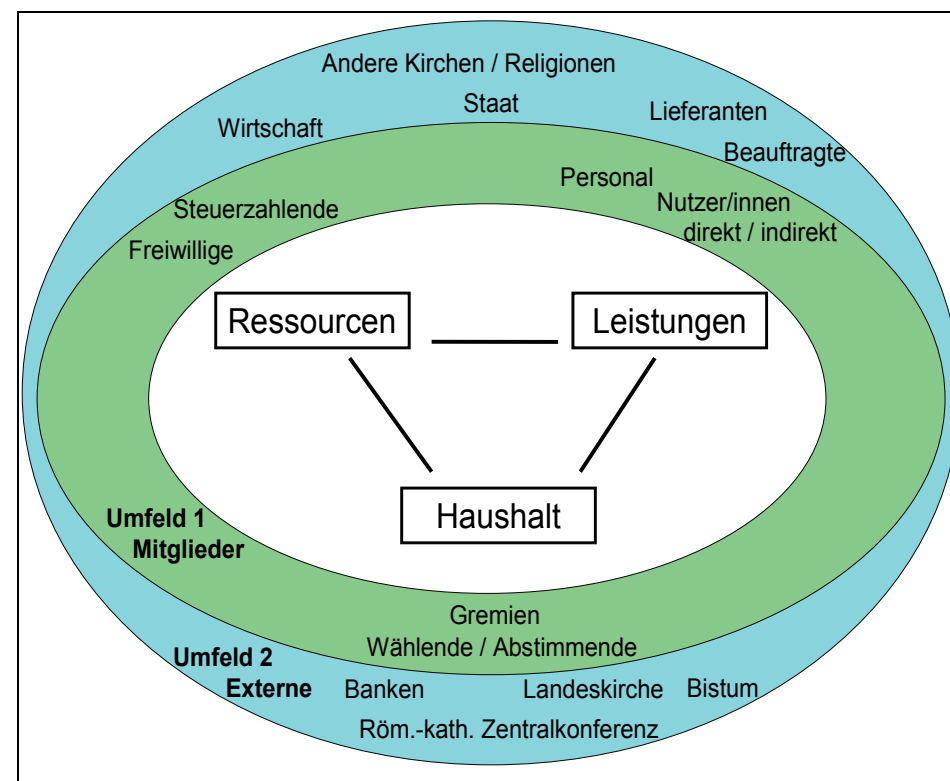 Andere Kirchen / Religionen
Staat
Lieferanten
Wirtschaft
Beauftragte
Personal
Nutzer/innen
direkt / indirekt
Steuerzahlende
Freiwillige
Ressourcen
Leistungen
Haushalt
Umfeld 1
Mitglieder
Gremien
Wählende / Abstimmende
Umfeld 2
Externe
Banken
Landeskirche
Bistum
Röm.-kath. Zentralkonferenz